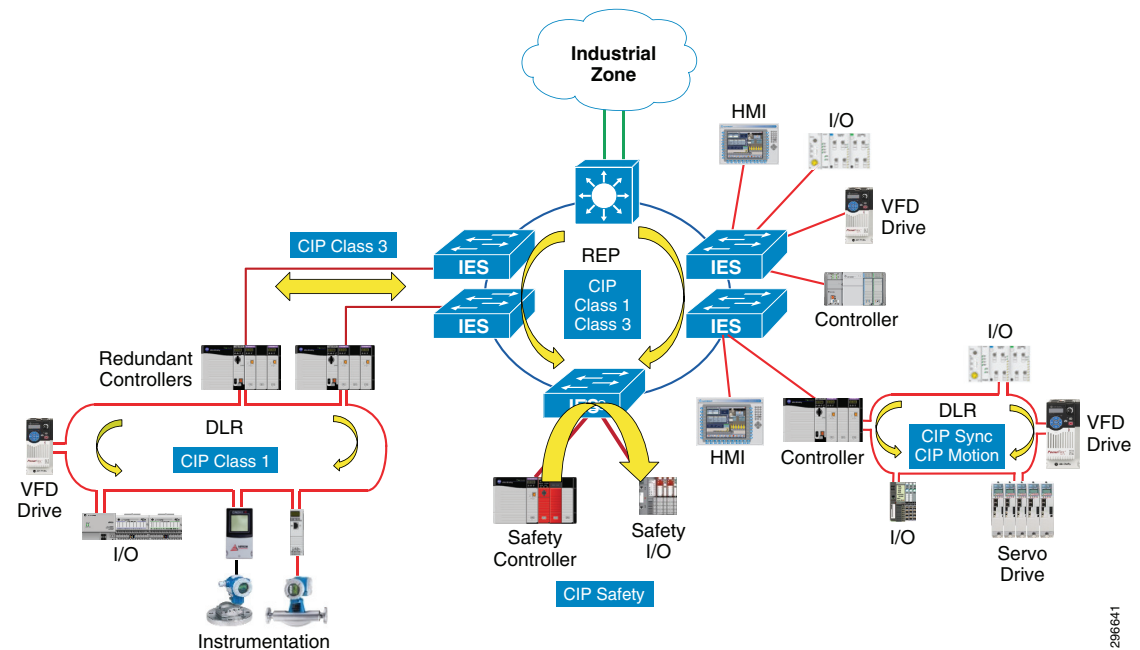 Industrial
Zone
HMI
I/O
VFD
Drive
CIP Class 3
IES
REP
IES
CIP
Class 1
Class 3
IES
IES
Controller
Redundant
Controllers
I/O
IES
DLR
CIP Class 1
DLR
CIP Sync
CIP Motion
VFD
Drive
HMI
Controller
VFD
Drive
I/O
Safety
Controller
Safety
I/O
I/O
Servo
Drive
CIP Safety
Instrumentation
296641